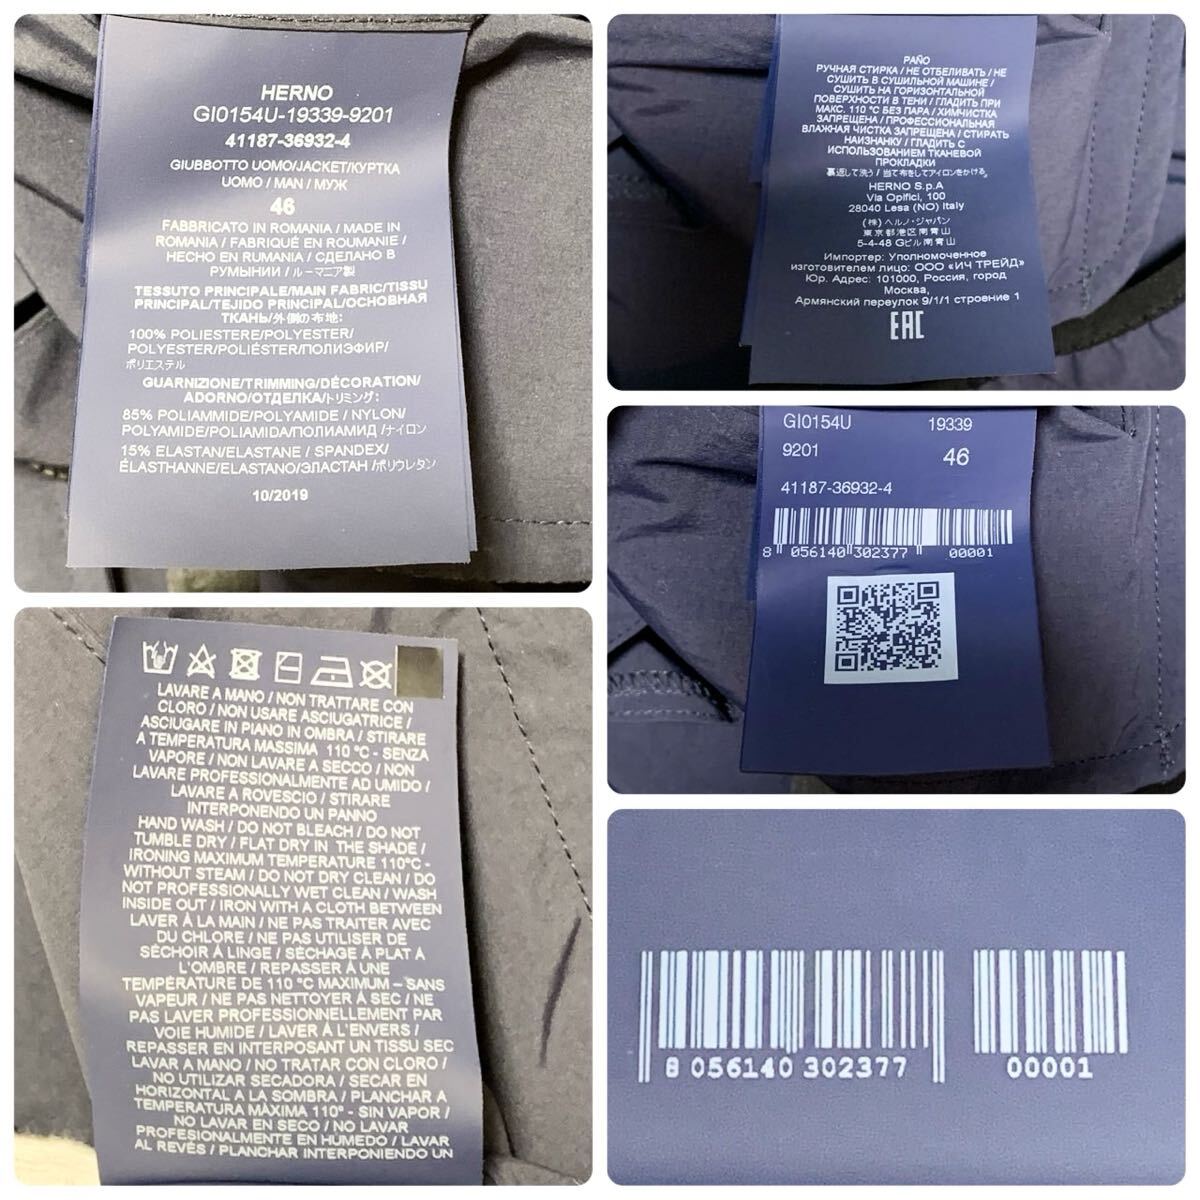 HERNO
GI0154U-19339-9201
41187-36932-4
GIUBBOTTO UOMO/JACKET/КУРТКА
UOMO / MAN / МУЖ
46
FABBRICATO IN ROMANIA / MADE IN
ROMANIA / FABRIQUÉ EN ROUMANIE /
HECHO EN RUMANIA / СДЕЛАНО В
РУМЫНИИ / ルーマニア製
TESSUTO PRINCIPALE/MAIN FABRIC/TISSU
PRINCIPAL/TEJIDO PRINCIPAL/ОСНОВНАЯ
ТКАНЬ/外側の布地:
100% POLIESTERE/POLYESTER/
POLYESTER/POLIÉSTER/ПОЛИЭФИР/
ポリエステル
GUARNIZIONE/TRIMMING/DÉCORATION/
ADORNO/ОТДЕЛКА/トリミング:
85% POLIAMMIDE/POLYAMIDE / NYLON/
POLYAMIDE/POLIAMIDA/ПОЛИАМИД /ナイロン
15% ELASTAN/ELASTANE / SPANDEX/
ÉLASTHANNE/ELASTANO/ЭЛАСТАН /ポリウレタン
10/2019
PAÑO
РУЧНАЯ СТИРКА / НЕ ОТБЕЛИВАТЬ / НЕ
СУШИТЬ В СУШИЛЬНОЙ МАШИНЕ /
СУШИТЬ НА ГОРИЗОНТАЛЬНОЙ
ПОВЕРХНОСТИ В ТЕНИ / ГЛАДИТЬ ПРИ
МАКС. 110 °C БЕЗ ПАРА / ХИМЧИСТКА
ЗАПРЕЩЕНА / ПРОФЕССИОНАЛЬНАЯ
ВЛАЖНАЯ ЧИСТКА ЗАПРЕЩЕНА / СТИРАТЬ
НАИЗНАНКУ / ГЛАДИТЬ С
ИСПОЛЬЗОВАНИЕМ ТКАНЕВОЙ
ПРОКЛАДКИ
裏返して洗う / 当て布をしてアイロンをかける。
HERNO S.p.A
Via Opifici, 100
28040 Lesa (NO) Italy
(株) ヘルノ・ジャパン
東京都港区南青山
5-4-48 Gビル南青山
Импортер: Уполномоченное
изготовителем лицо: ООО «ИЧ ТРЕЙД»
Юр. Адрес: 101000, Россия, город
Москва,
Армянский переулок 9/1/1 строение 1
EAC
GI0154U 19339
9201 46
41187-36932-4
8 056140 302377 00001
LAVARE A MANO / NON TRATTARE CON
CLORO / NON USARE ASCIUGATRICE /
ASCIUGARE IN PIANO IN OMBRA / STIRARE
A TEMPERATURA MASSIMA 110 °C - SENZA
VAPORE / NON LAVARE A SECCO / NON
LAVARE PROFESSIONALMENTE AD UMIDO /
LAVARE A ROVESCIO / STIRARE
INTERPONENDO UN PANNO
HAND WASH / DO NOT BLEACH / DO NOT
TUMBLE DRY / FLAT DRY IN THE SHADE /
IRONING MAXIMUM TEMPERATURE 110°C -
WITHOUT STEAM / DO NOT DRY CLEAN / DO
NOT PROFESSIONALLY WET CLEAN / WASH
INSIDE OUT / IRON WITH A CLOTH BETWEEN
LAVER À LA MAIN / NE PAS TRAITER AVEC
DU CHLORE / NE PAS UTILISER DE
SÉCHOIR À LINGE / SÉCHAGE À PLAT A
L'OMBRE / REPASSER À UNE
TEMPÉRATURE DE 110 °C MAXIMUM – SANS
VAPEUR / NE PAS NETTOYER À SEC / NE
PAS LAVER PROFESSIONNELLEMENT PAR
VOIE HUMIDE / LAVER À L'ENVERS /
REPASSER EN INTERPOSANT UN TISSU SEC
LAVAR A MANO / NO TRATAR CON CLORO /
NO UTILIZAR SECADORA / SECAR EN
HORIZONTAL A LA SOMBRA / PLANCHAR A
TEMPERATURA MÁXIMA 110° - SIN VAPOR /
NO LAVAR EN SECO / NO LAVAR
PROFESIONALMENTE EN HÚMEDO / LAVAR
AL REVÉS / PLANCHAR INTERPONIENDO UN
8 056140 302377 00001